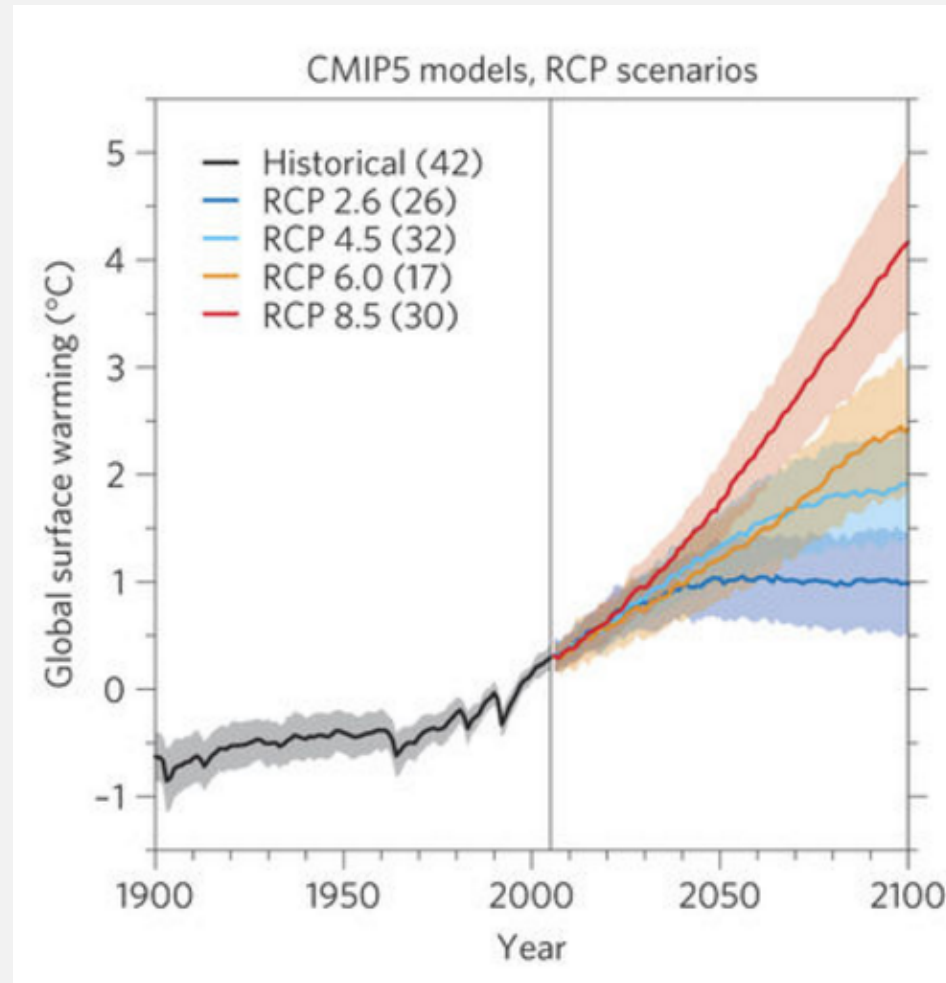 CMIP5 models, RCP scenarios
Historical (42)
RCP 2.6 (26)
RCP 4.5 (32)
RCP 6.0 (17)
RCP 8.5 (30)
Global surface warming (°C)
5
4
3
2
1
0
-1
1900 1950 2000 2050 2100
Year